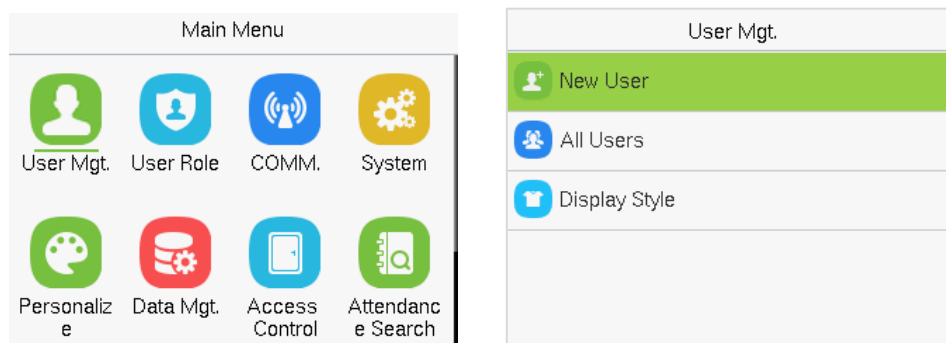 Main Menu
User Mgt.
User Role
COMM.
System
Personaliz
e
Data Mgt.
Access
Control
Attendanc
e Search
User Mgt.
New User
All Users
Display Style